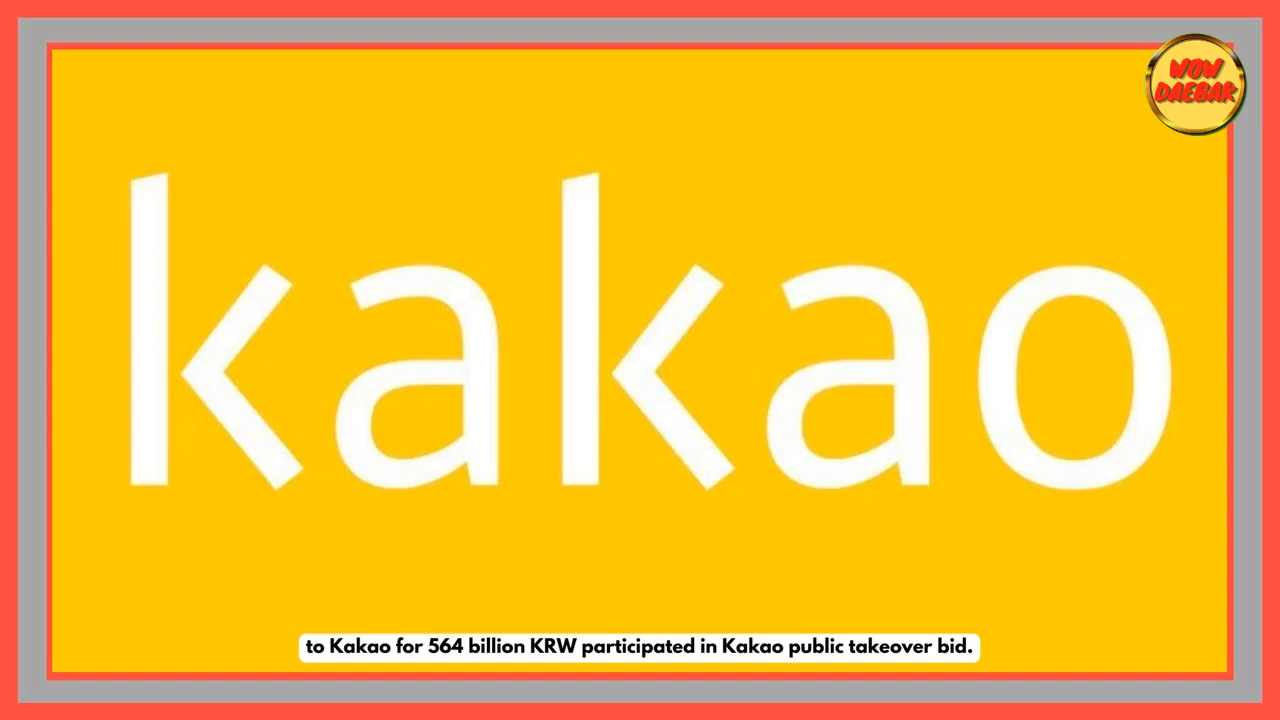 WOW
DAEBAK
kakao
to Kakao for 564 billion KRW participated in Kakao public takeover bid.